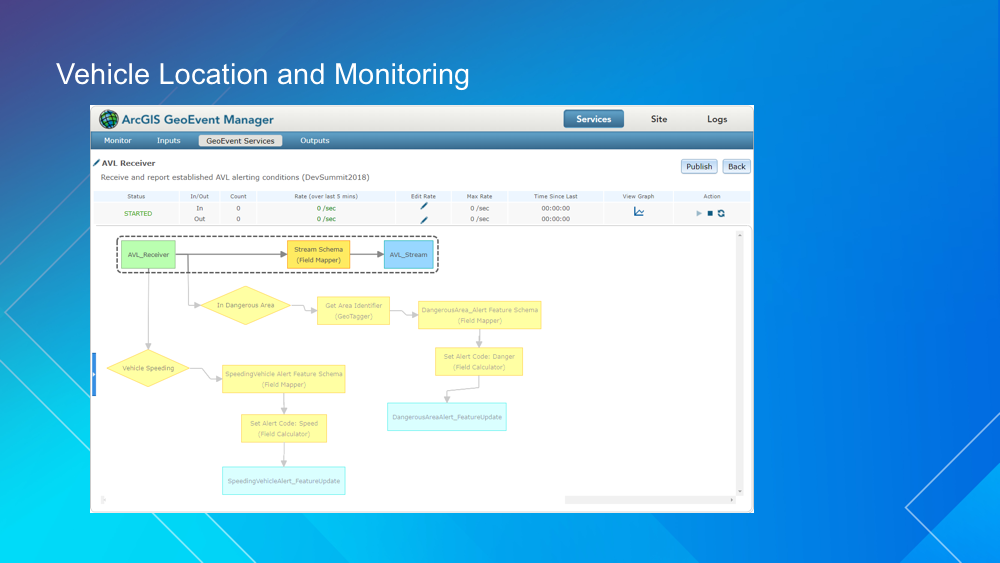 Vehicle Location and Monitoring
ArcGIS GeoEvent Manager
Services Site Logs
Monitor Inputs GeoEvent Services Outputs
AVL Receiver
Publish Back
Receive and report established AVL alerting conditions (DevSummit2018)
Status In/Out Count Rate (over last 5 mins) Edit Rate Max Rate Time Since Last View Graph Action
STARTED
In 0 0 /sec 0 /sec 00:00:00
Out 0 0 /sec 0 /sec 00:00:00
AVL_Receiver
Stream Schema
(Field Mapper)
AVL_Stream
In Dangerous Area
Get Area Identifier
(GeoTagger)
DangerousArea_Alert Feature Schema
(Field Mapper)
Vehicle Speeding
SpeedingVehicle Alert Feature Schema
(Field Mapper)
Set Alert Code: Danger
(Field Calculator)
Set Alert Code: Speed
(Field Calculator)
DangerousAreaAlert_FeatureUpdate
SpeedingVehicleAlert_FeatureUpdate